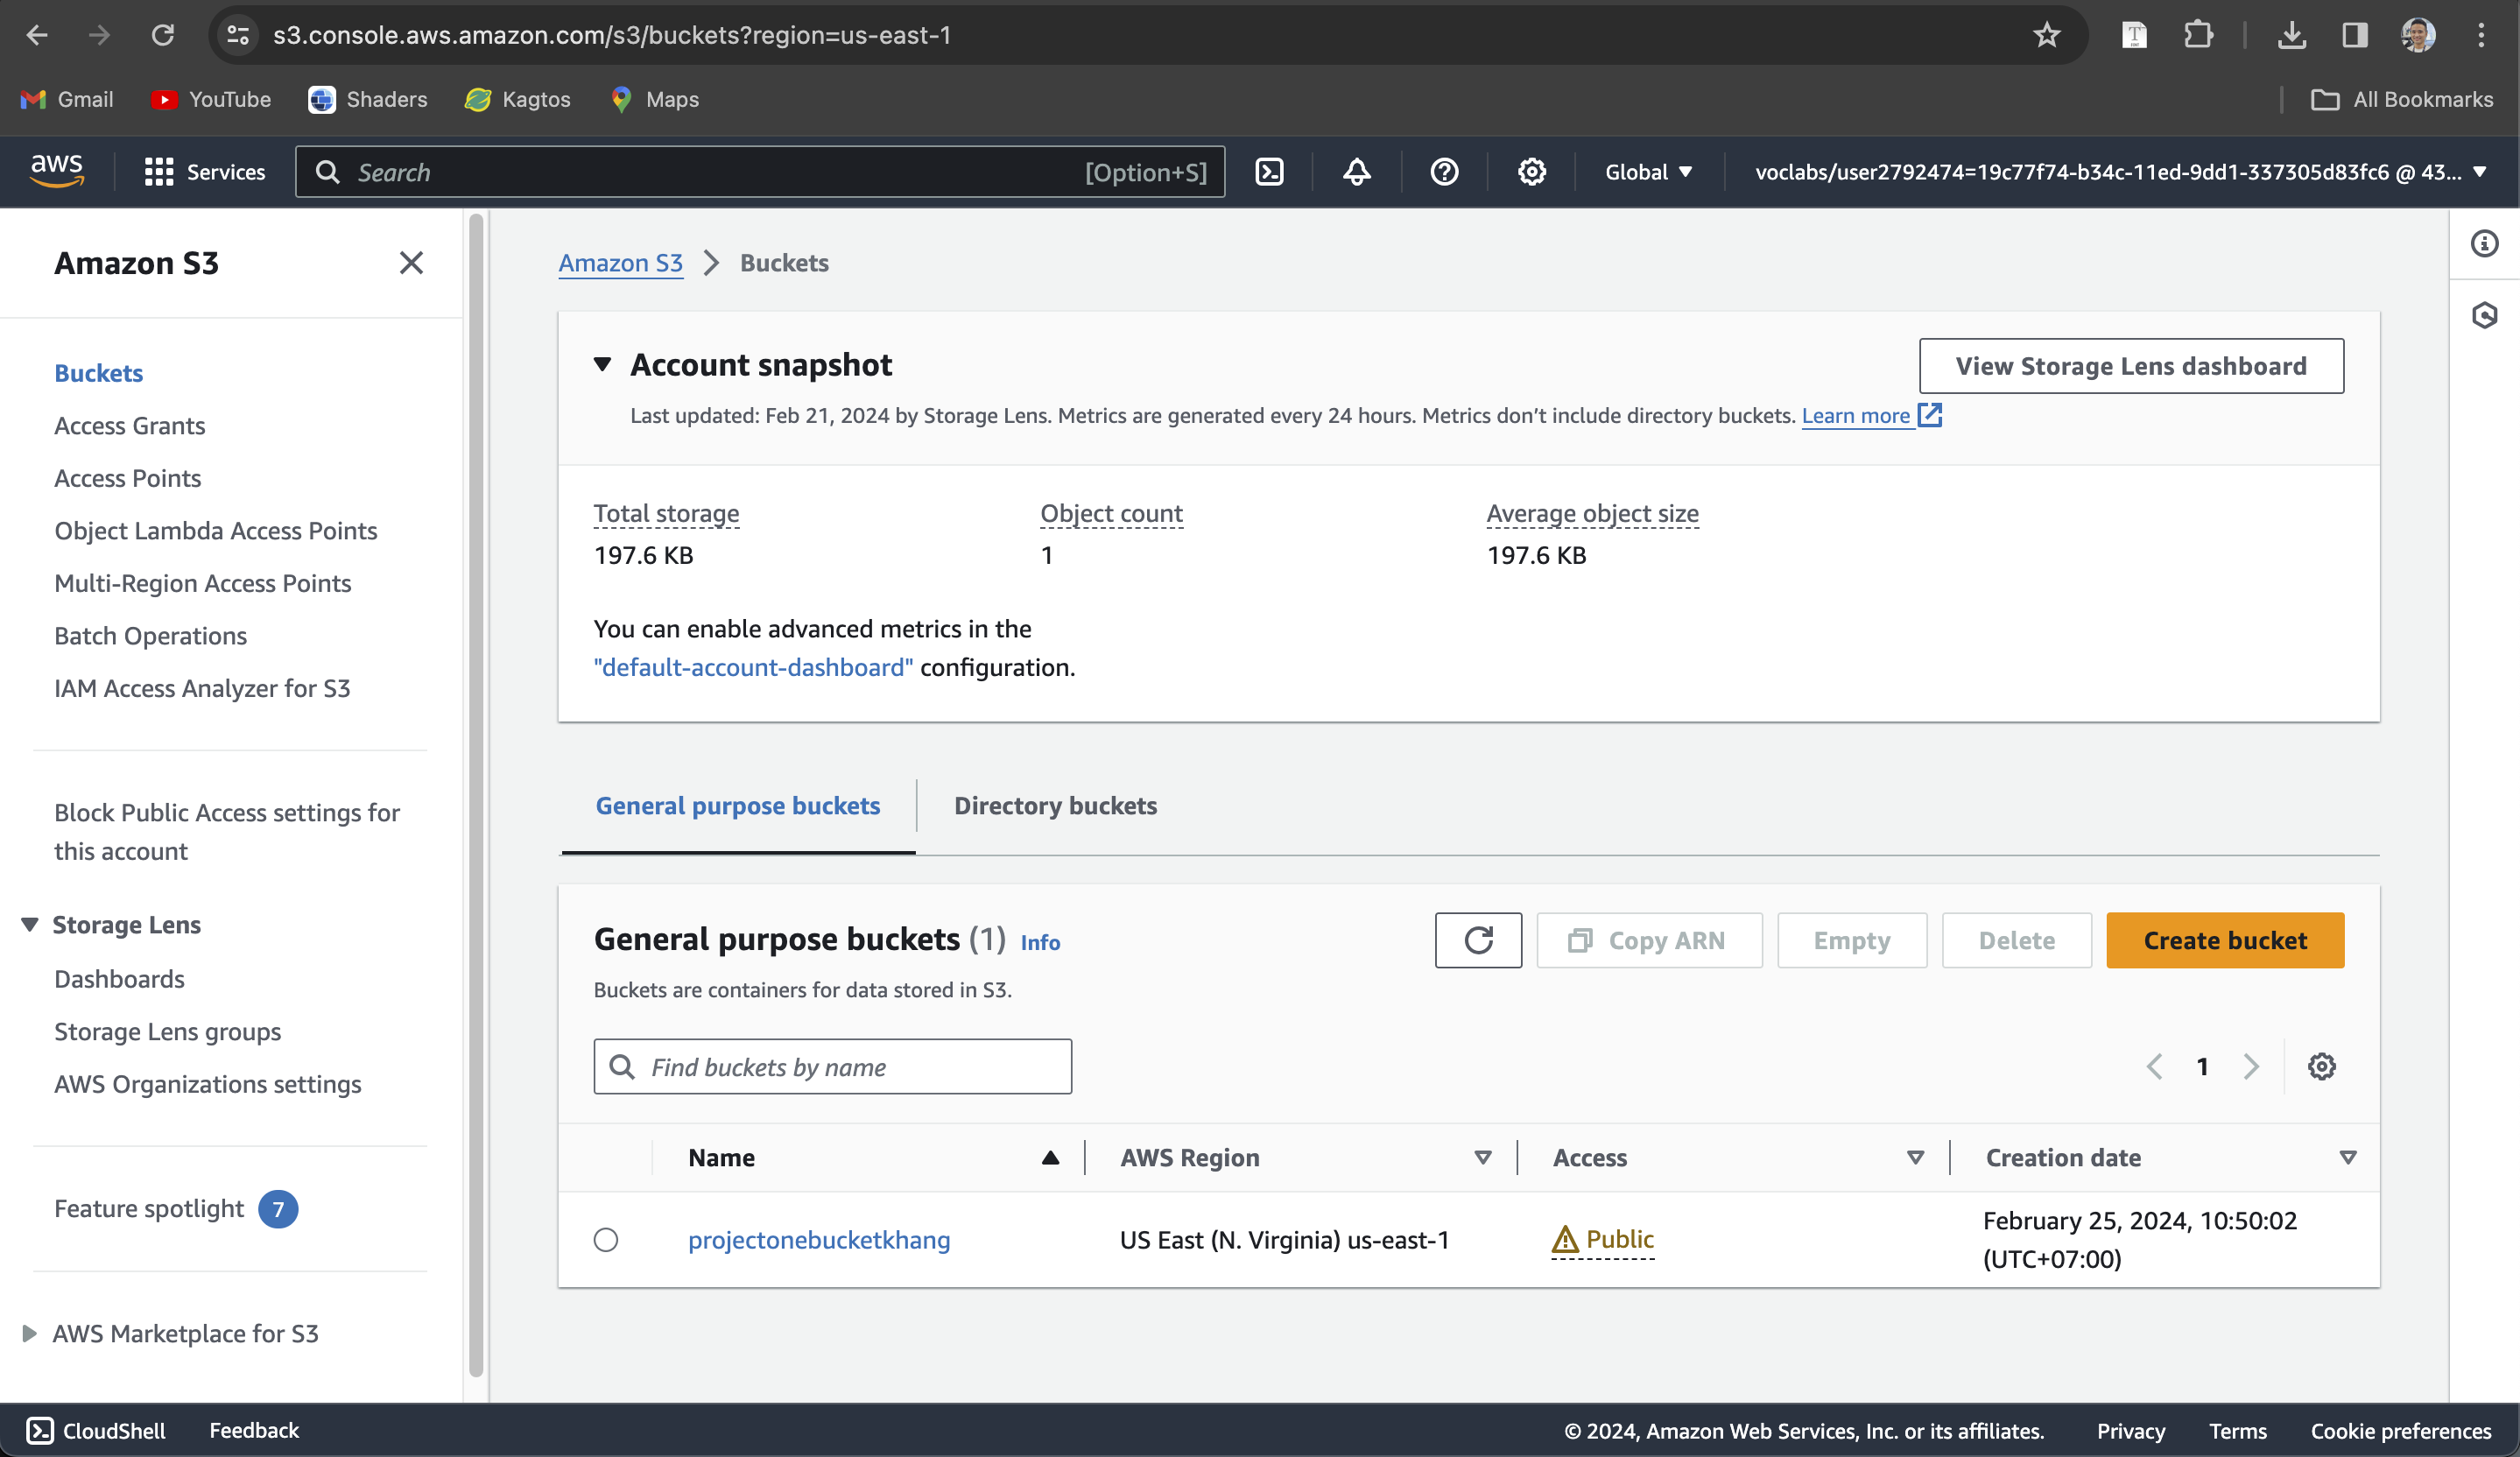 s3.console.aws.amazon.com/s3/buckets?region=us-east-1
Gmail
YouTube
Shaders
Kagtos
Maps
All Bookmarks
aws
Services
Search
[Option+S]
Global
voclabs/user2792474=19c77f74-b34c-11ed-9dd1-337305d83fc6 @ 43...
Amazon S3
Buckets
Access Grants
Access Points
Object Lambda Access Points
Multi-Region Access Points
Batch Operations
IAM Access Analyzer for S3
Block Public Access settings for
this account
Storage Lens
Dashboards
Storage Lens groups
AWS Organizations settings
Feature spotlight 7
AWS Marketplace for S3
Amazon S3 > Buckets
Account snapshot
View Storage Lens dashboard
Last updated: Feb 21, 2024 by Storage Lens. Metrics are generated every 24 hours. Metrics don’t include directory buckets. Learn more
Total storage
197.6 KB
Object count
1
Average object size
197.6 KB
You can enable advanced metrics in the
"default-account-dashboard" configuration.
General purpose buckets
Directory buckets
General purpose buckets (1) Info
Copy ARN
Empty
Delete
Create bucket
Buckets are containers for data stored in S3.
Find buckets by name
1
Name
AWS Region
Access
Creation date
projectonebucketkhang
US East (N. Virginia) us-east-1
Public
February 25, 2024, 10:50:02
(UTC+07:00)
CloudShell
Feedback
© 2024, Amazon Web Services, Inc. or its affiliates.
Privacy
Terms
Cookie preferences